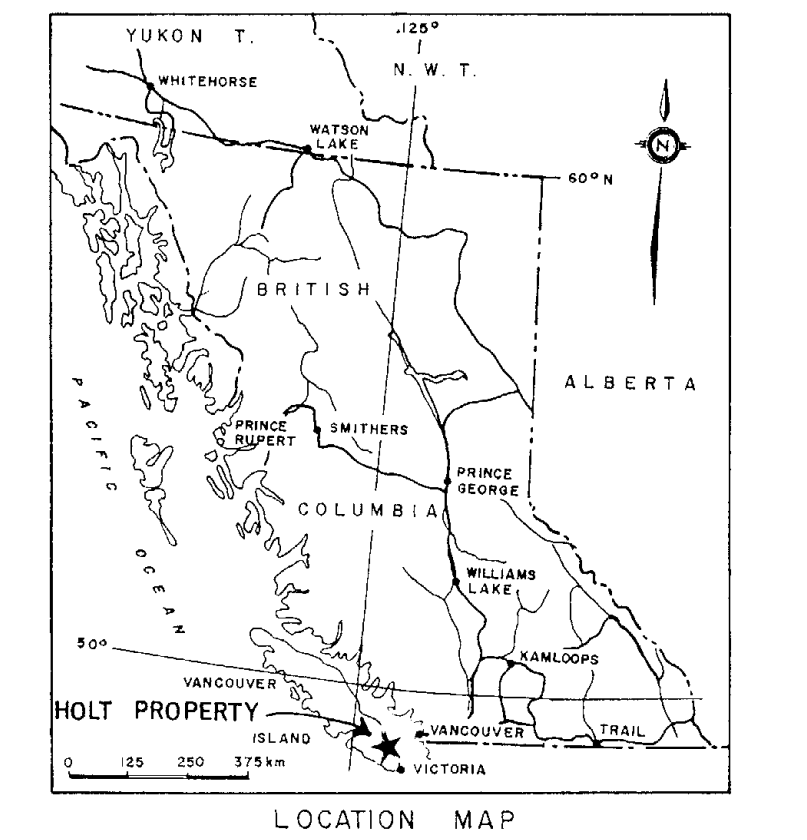 YUKON T.
125°
N. W. T.
WHITEHORSE
WATSON
LAKE
N
60° N
BRITISH
ALBERTA
PACIFIC
OCEAN
PRINCE
RUPERT
SMITHERS
PRINCE
GEORGE
COLUMBIA
WILLIAMS
LAKE
50°
KAMLOOPS
VANCOUVER
HOLT PROPERTY
ISLAND
VANCOUVER
TRAIL
VICTORIA
0 125 250 375 km
LOCATION MAP